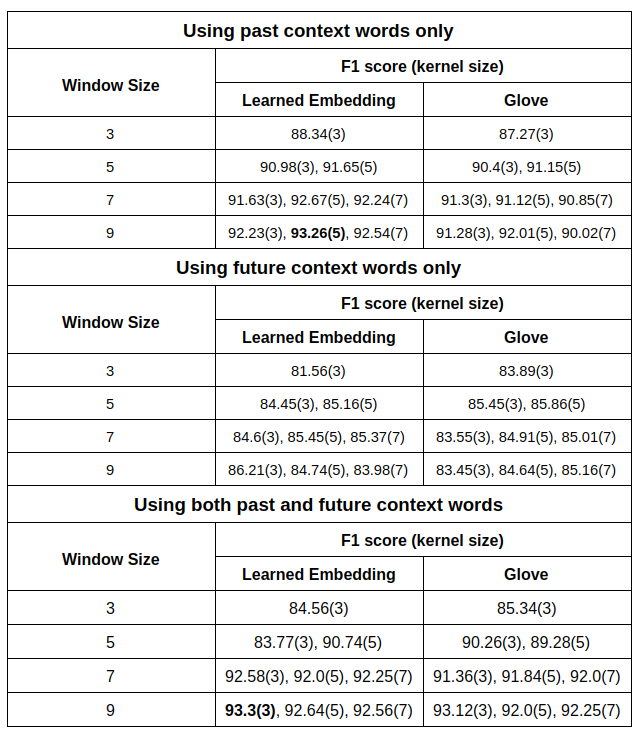 Using past context words only
Window Size
F1 score (kernel size)
Learned Embedding Glove
3 88.34(3) 87.27(3)
5 90.98(3), 91.65(5) 90.4(3), 91.15(5)
7 91.63(3), 92.67(5), 92.24(7) 91.3(3), 91.12(5), 90.85(7)
9 92.23(3), 93.26(5), 92.54(7) 91.28(3), 92.01(5), 90.02(7)
Using future context words only
Window Size
F1 score (kernel size)
Learned Embedding Glove
3 81.56(3) 83.89(3)
5 84.45(3), 85.16(5) 85.45(3), 85.86(5)
7 84.6(3), 85.45(5), 85.37(7) 83.55(3), 84.91(5), 85.01(7)
9 86.21(3), 84.74(5), 83.98(7) 83.45(3), 84.64(5), 85.16(7)
Using both past and future context words
Window Size
F1 score (kernel size)
Learned Embedding Glove
3 84.56(3) 85.34(3)
5 83.77(3), 90.74(5) 90.26(3), 89.28(5)
7 92.58(3), 92.0(5), 92.25(7) 91.36(3), 91.84(5), 92.0(7)
9 93.3(3), 92.64(5), 92.56(7) 93.12(3), 92.0(5), 92.25(7)